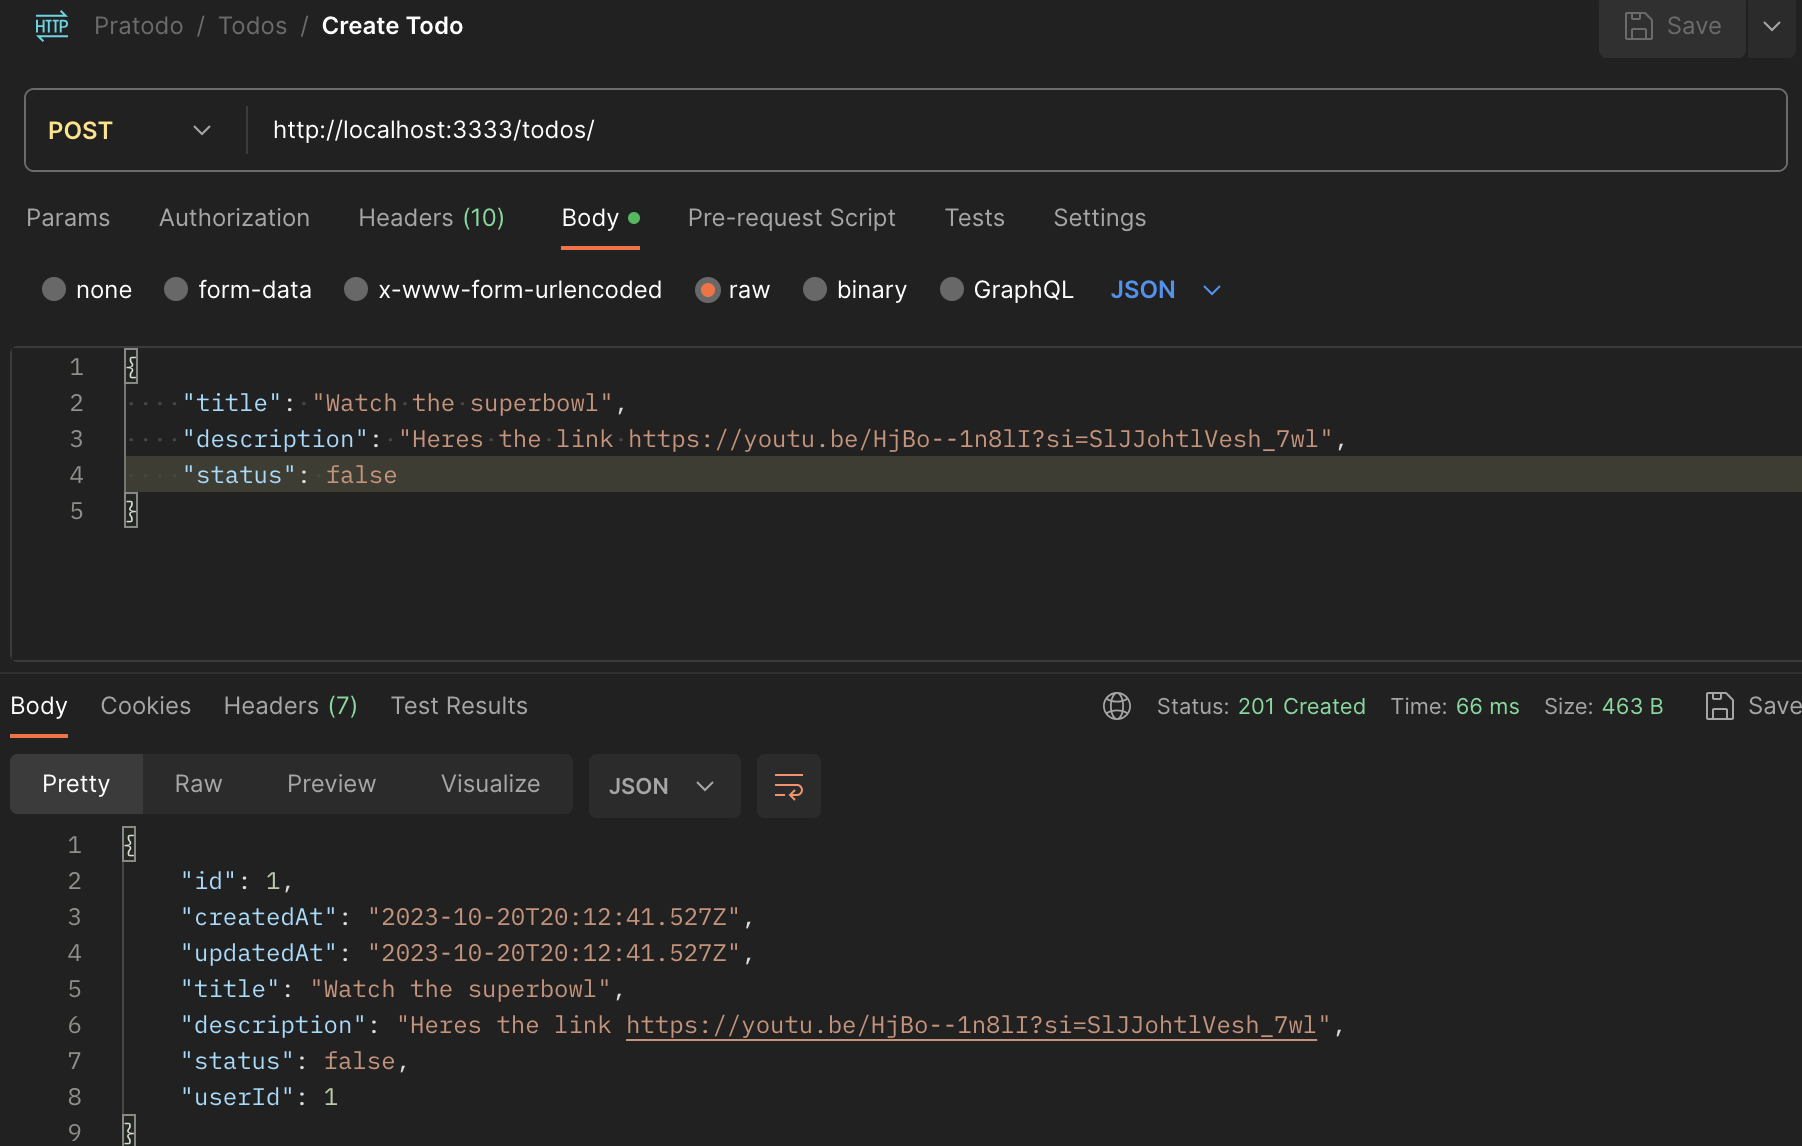 HTTP Pratodo / Todos / Create Todo Save
POST http://localhost:3333/todos/
Params Authorization Headers (10) Body Pre-request Script Tests Settings
none form-data x-www-form-urlencoded raw binary GraphQL JSON
1 {
2 "title": "Watch the superbowl",
3 "description": "Heres the link https://youtu.be/HjBo--1n8lI?si=SlJJohtlVesh_7wl",
4 "status": false
5 }
Body Cookies Headers (7) Test Results Status: 201 Created Time: 66 ms Size: 463 B Save
Pretty Raw Preview Visualize JSON
1 {
2 "id": 1,
3 "createdAt": "2023-10-20T20:12:41.527Z",
4 "updatedAt": "2023-10-20T20:12:41.527Z",
5 "title": "Watch the superbowl",
6 "description": "Heres the link https://youtu.be/HjBo--1n8lI?si=SlJJohtlVesh_7wl",
7 "status": false,
8 "userId": 1
9 }